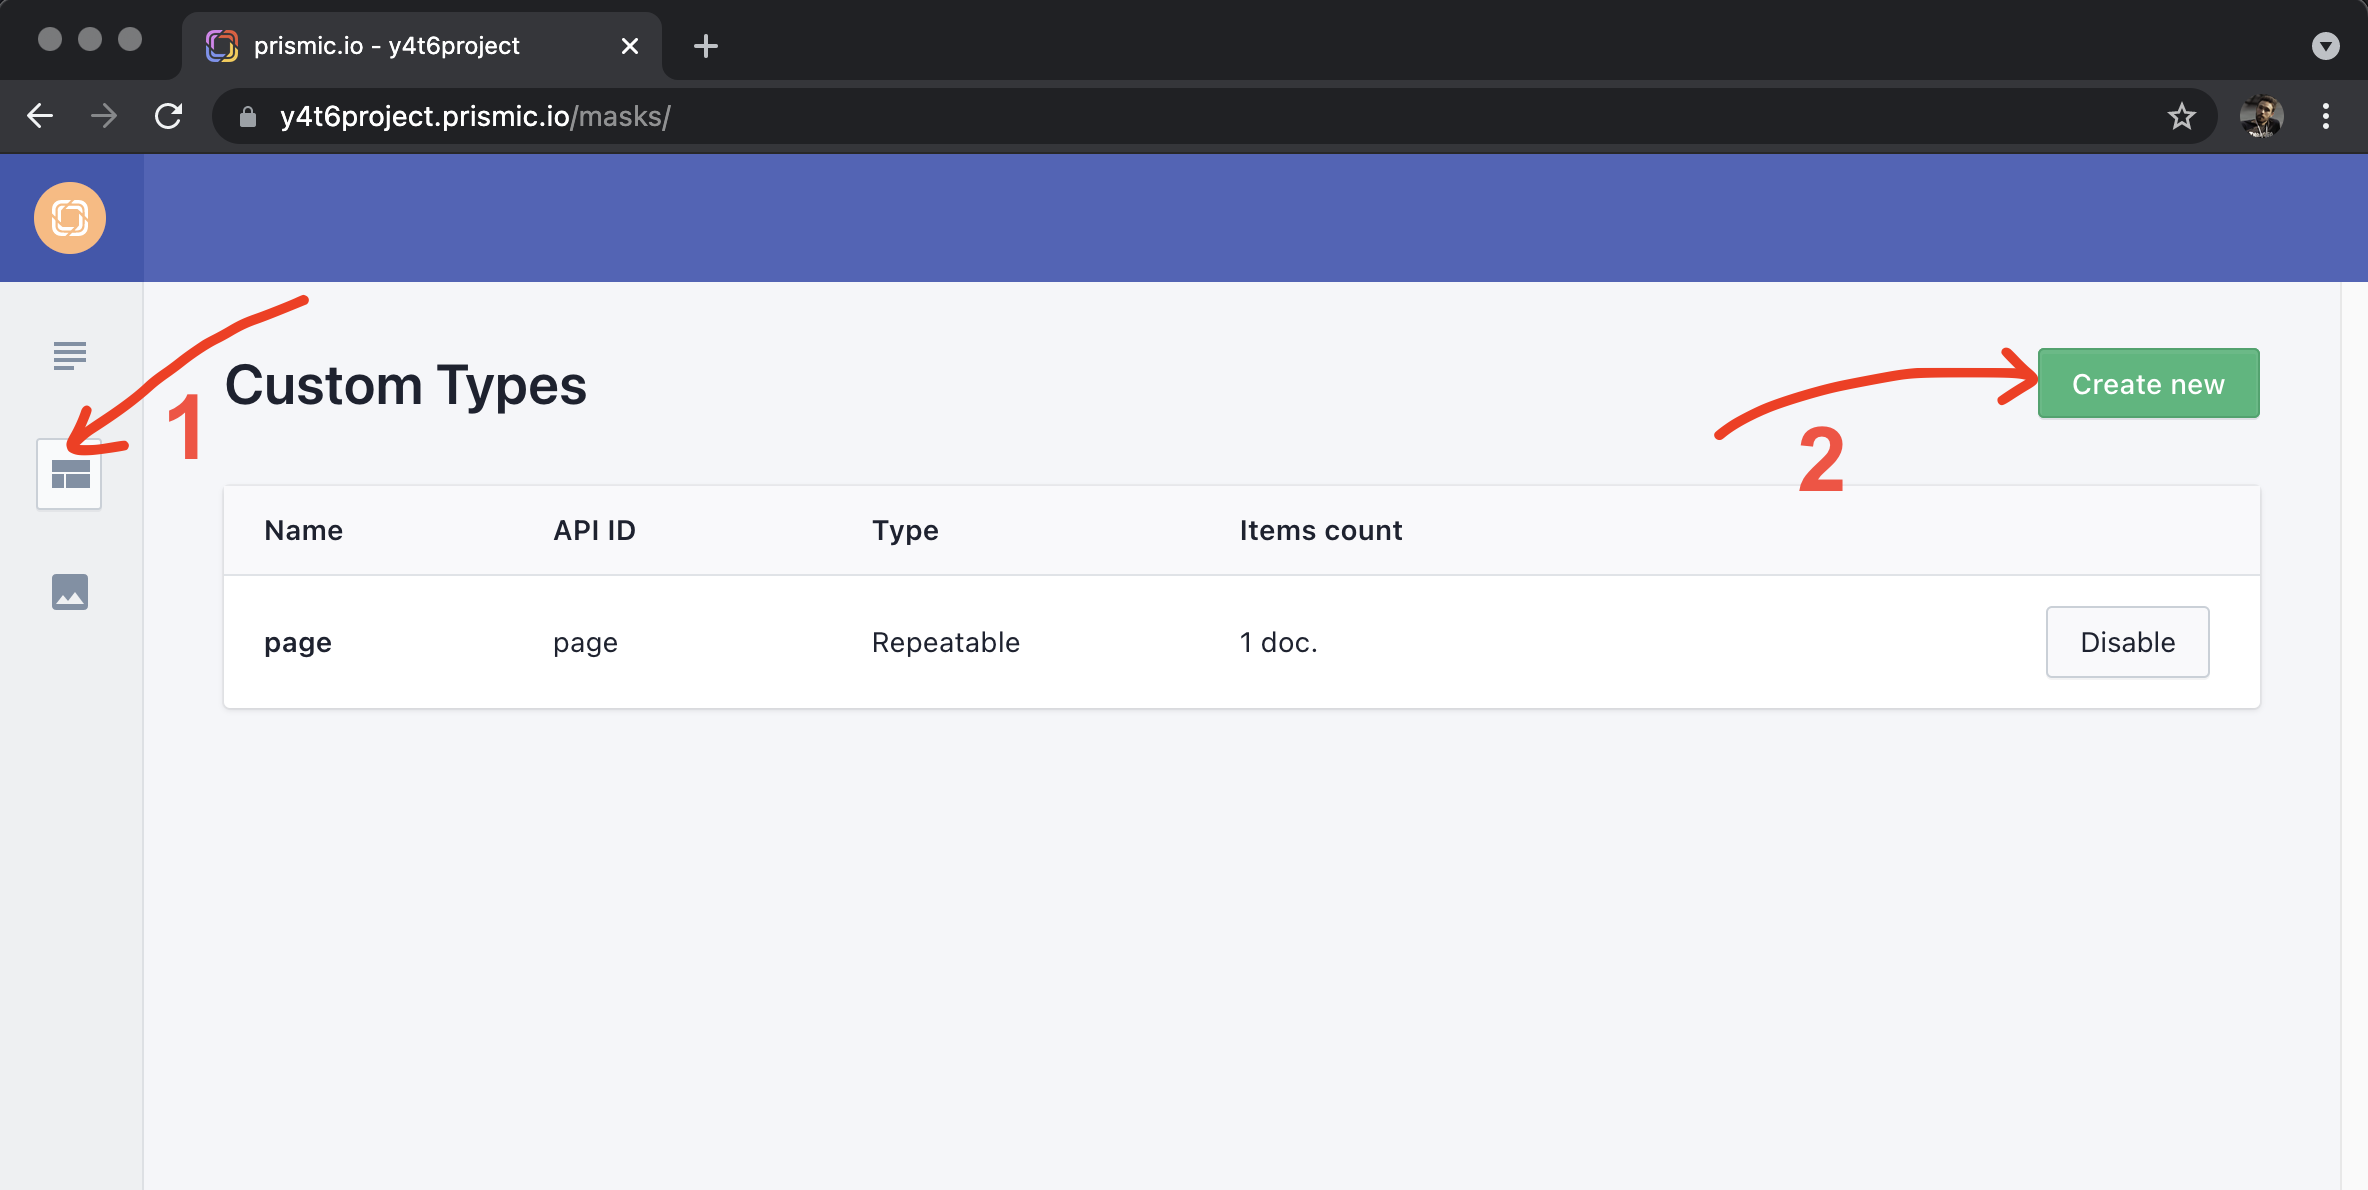 prismic.io - y4t6project
y4t6project.prismic.io/masks/
1
Custom Types
Create new
2
Name API ID Type Items count
page page Repeatable 1 doc. Disable